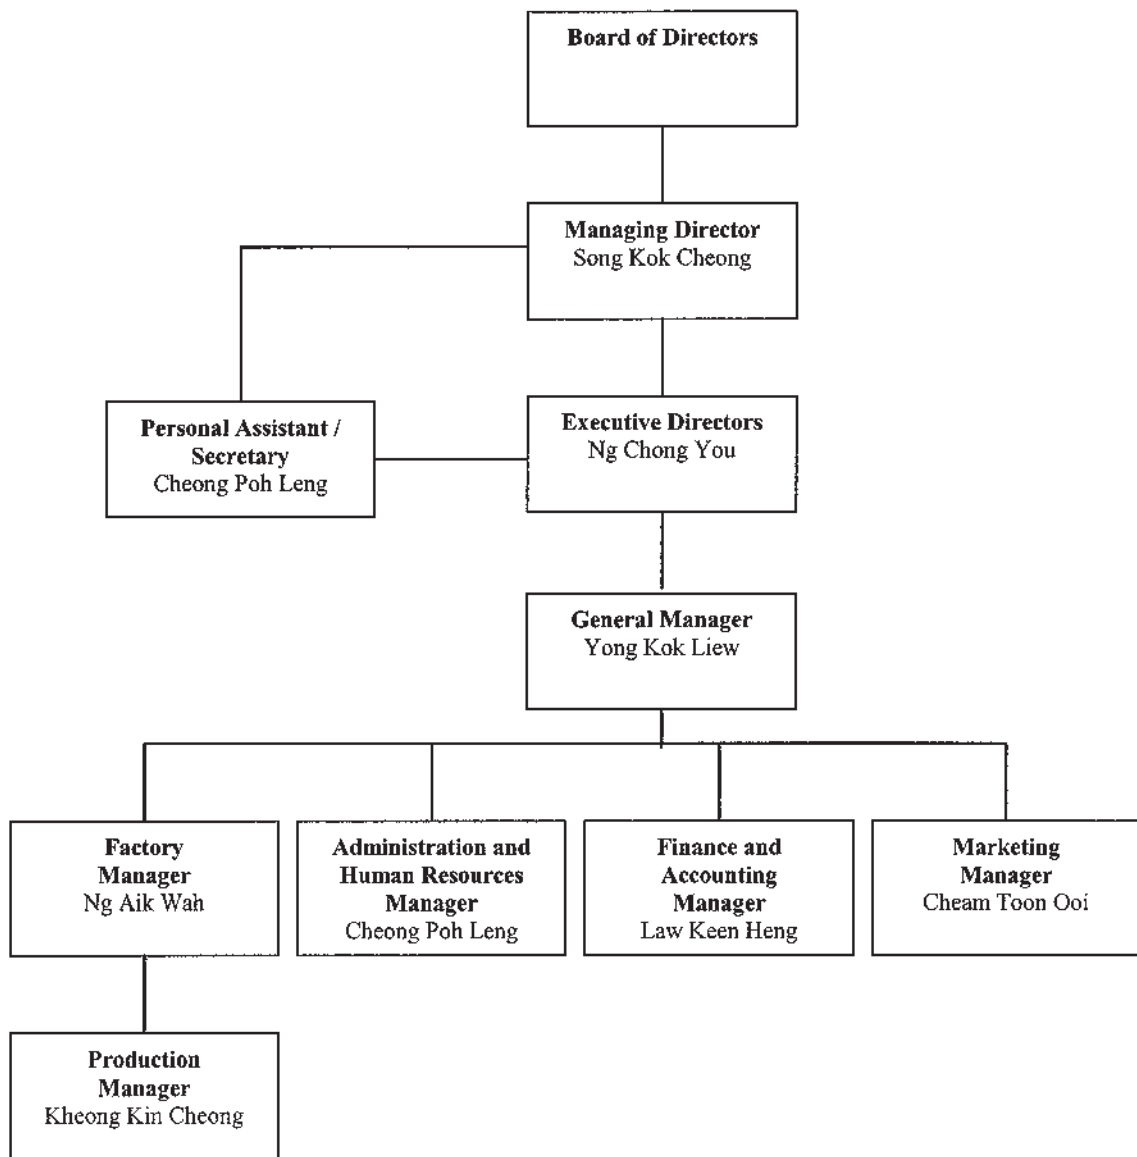 Board of Directors
Managing Director
Song Kok Cheong
Personal Assistant /
Secretary
Cheong Poh Leng
Executive Directors
Ng Chong You
General Manager
Yong Kok Liew
Factory
Manager
Ng Aik Wah
Administration and
Human Resources
Manager
Cheong Poh Leng
Finance and
Accounting
Manager
Law Keen Heng
Marketing
Manager
Cheam Toon Ooi
Production
Manager
Kheong Kin Cheong